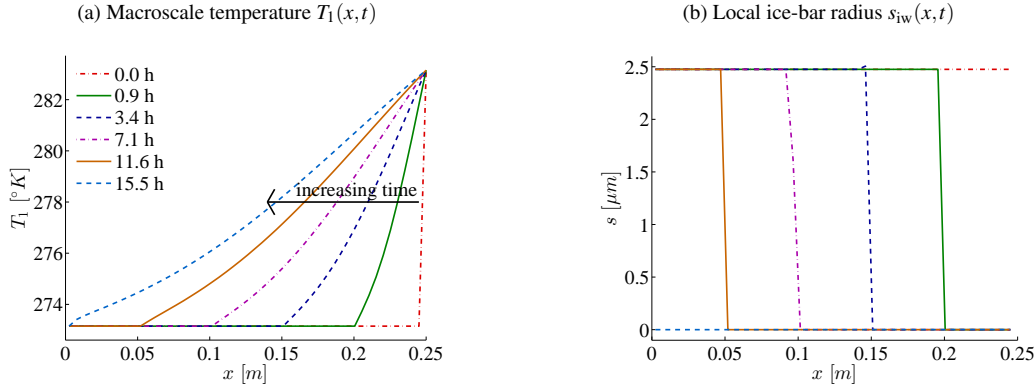 (a) Macroscale temperature T₁(x, t)
(b) Local ice-bar radius s_iw(x, t)
0.0 h
0.9 h
3.4 h
7.1 h
11.6 h
15.5 h
increasing time
T₁ [°K]
282
280
278
276
274
0 0.05 0.1 0.15 0.2 0.25
x [m]
s [μm]
2.5
2
1.5
1
0.5
0
0 0.05 0.1 0.15 0.2 0.25
x [m]